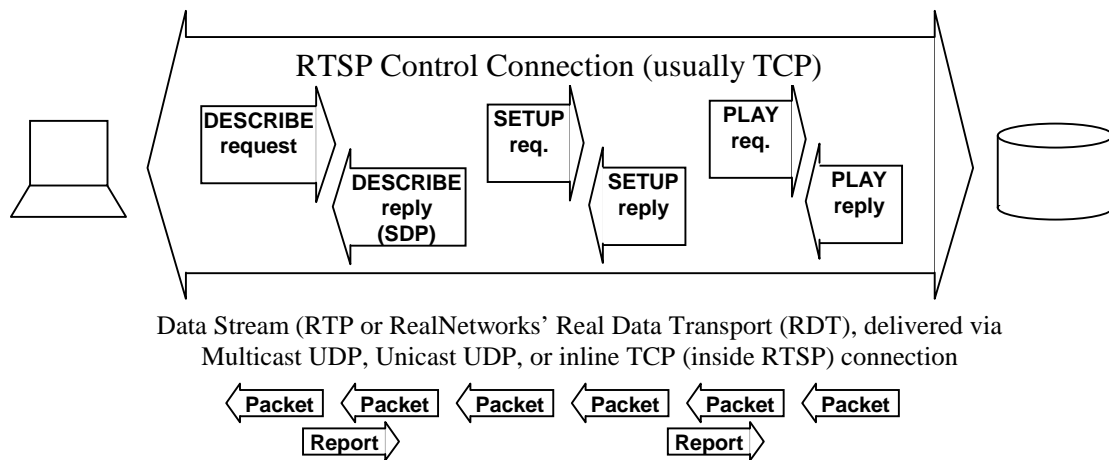 RTSP Control Connection (usually TCP)
DESCRIBE
request
DESCRIBE
reply
(SDP)
SETUP
req.
SETUP
reply
PLAY
req.
PLAY
reply
Data Stream (RTP or RealNetworks’ Real Data Transport (RDT), delivered via
Multicast UDP, Unicast UDP, or inline TCP (inside RTSP) connection
Packet Packet Packet Packet Packet Packet
Report Report